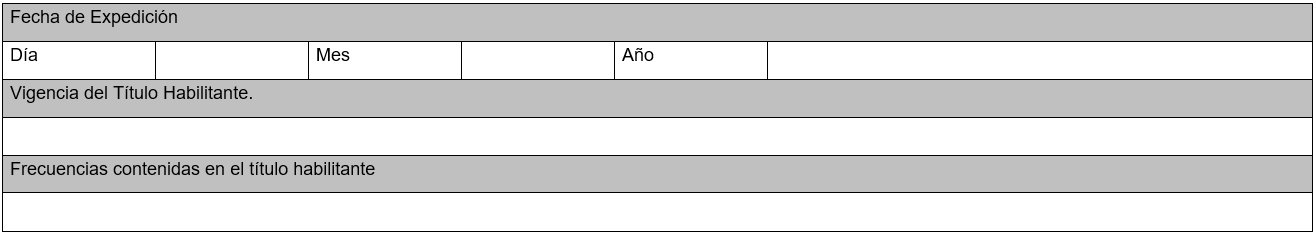 Fecha de Expedición
Día Mes Año
Vigencia del Título Habilitante.
Frecuencias contenidas en el título habilitante